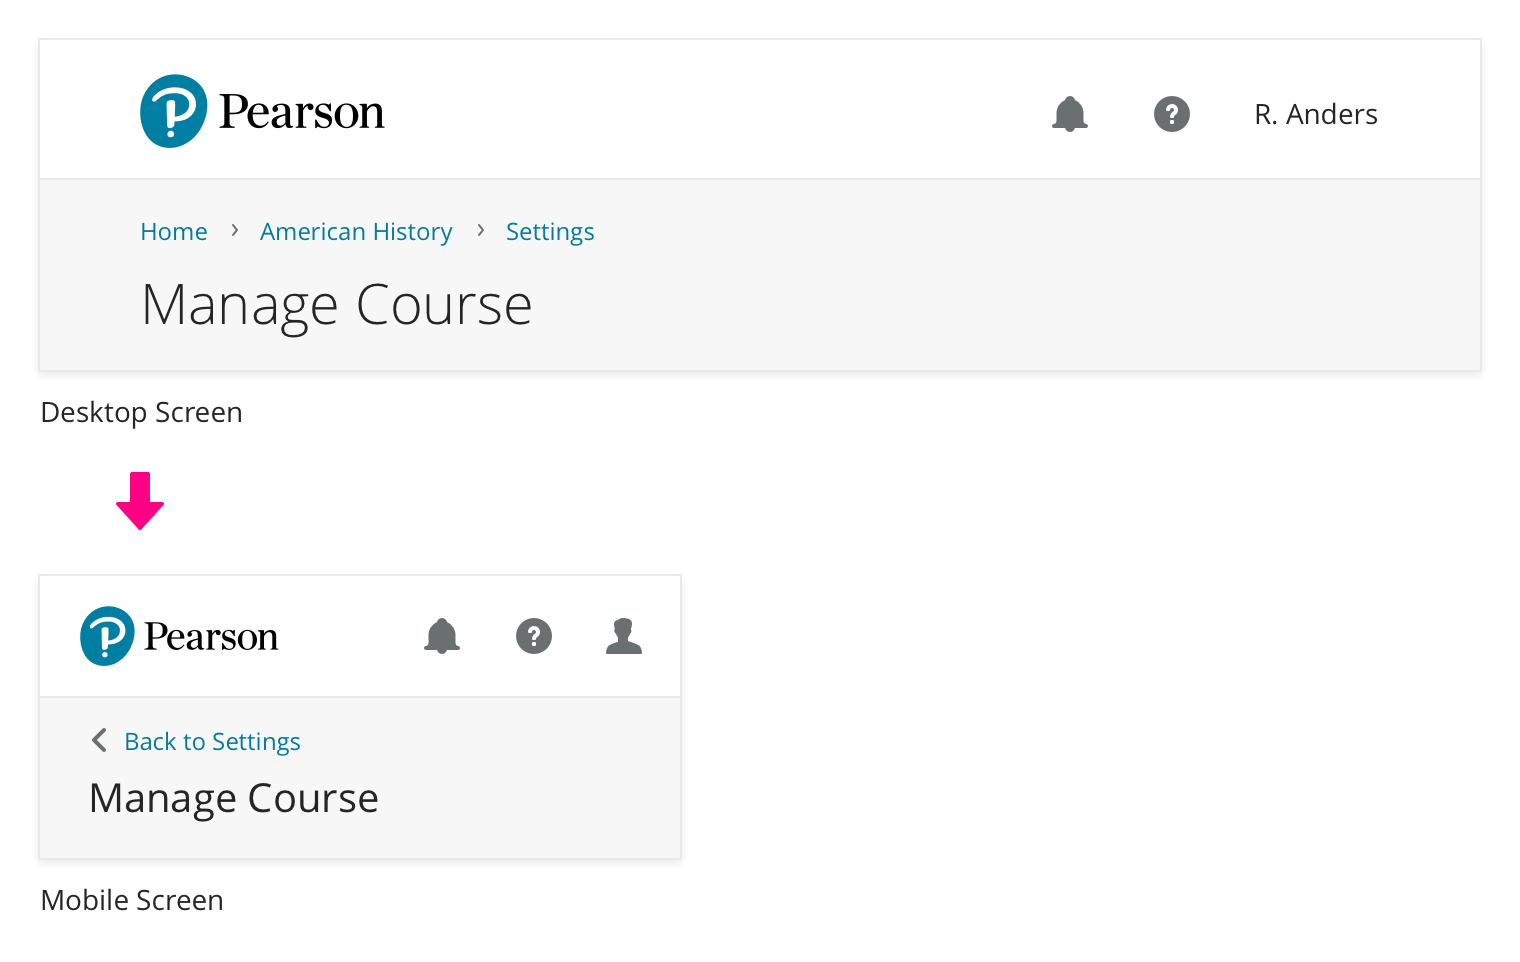 Pearson
R. Anders
Home > American History > Settings
Manage Course
Desktop Screen
Pearson
Back to Settings
Manage Course
Mobile Screen